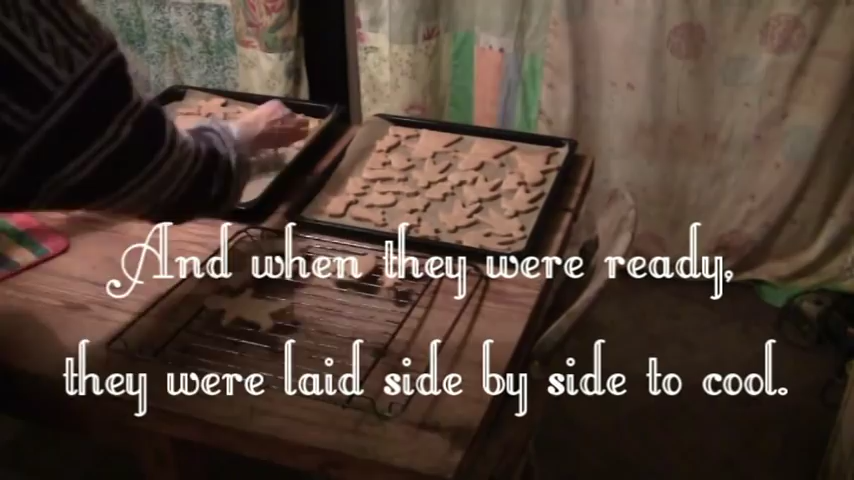 And when they were ready,
they were laid side by side to cool.